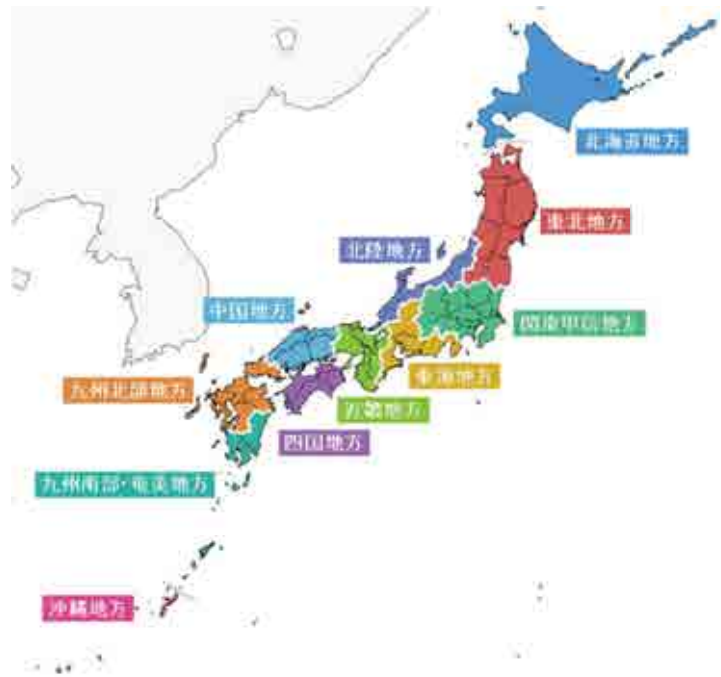 北海道地方
東北地方
北陸地方
中国地方
関東甲信地方
東海地方
九州北部地方
近畿地方
四国地方
九州南部・奄美地方
沖縄地方